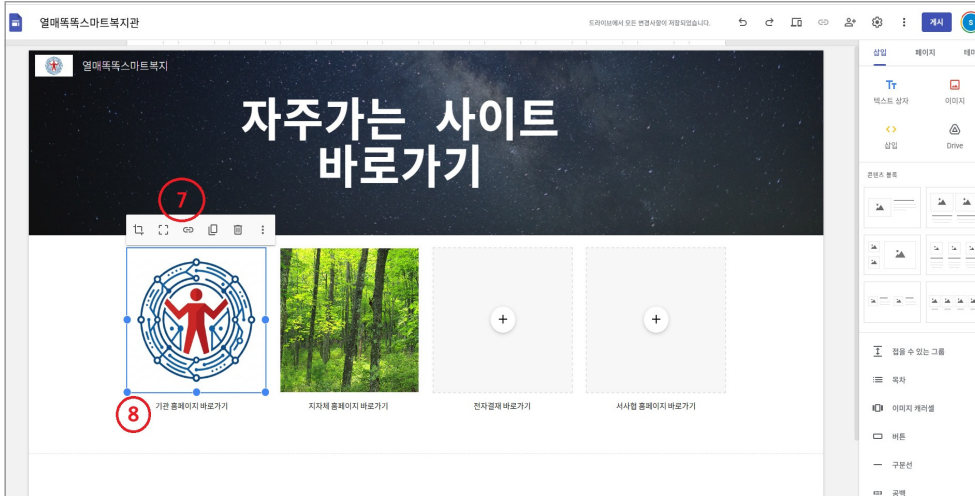 열매똑똑스마트복지관
드라이브에서 모든 변경사항이 저장되었습니다.
게시
S
열매똑똑스마트복지
자주가는 사이트
바로가기
7
8
기관 홈페이지 바로가기
지자체 홈페이지 바로가기
전자결재 바로가기
서사협 홈페이지 바로가기
삽입
페이지
테마
Tт
텍스트 상자
이미지
삽입
Drive
콘텐츠 블록
접을 수 있는 그룹
목차
이미지 캐러셀
버튼
구분선
공백